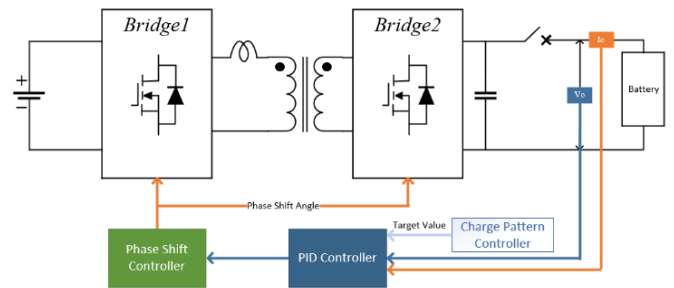 Bridge1
Bridge2
+
−
Io
Vo
Battery
Phase Shift Angle
Target Value
Charge Pattern
Controller
Phase Shift
Controller
PID Controller